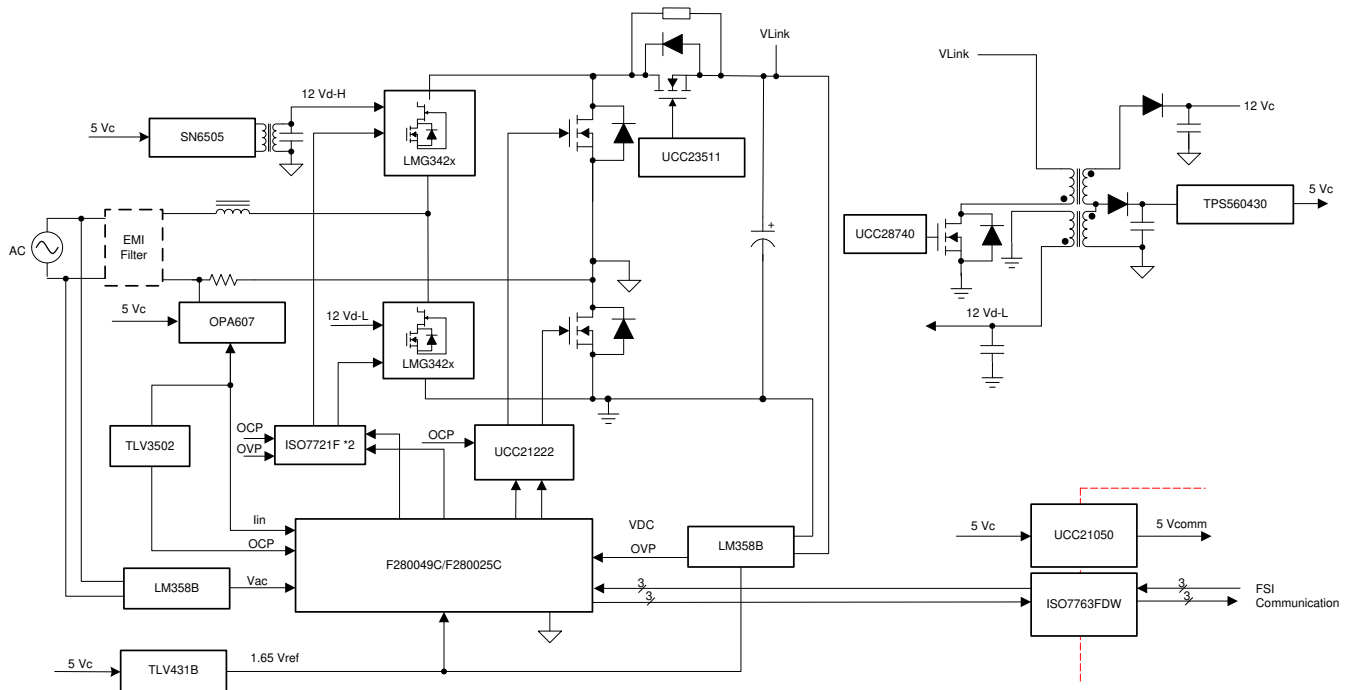 VLink
VLink
12 Vd-H
12 Vc
5 Vc
SN6505
LMG342x
UCC23511
5 Vc
TPS560430
+
AC
EMI
Filter
UCC28740
5 Vc
OPA607
12 Vd-L
12 Vd-L
LMG342x
TLV3502
OCP
OVP
ISO7721F *2
OCP
UCC21222
Iin
OCP
Vac
LM358B
F280049C/F280025C
VDC
OVP
LM358B
5 Vc
UCC21050
5 Vcomm
3
3
ISO7763FDW
3
3
FSI
Communication
5 Vc
TLV431B
1.65 Vref